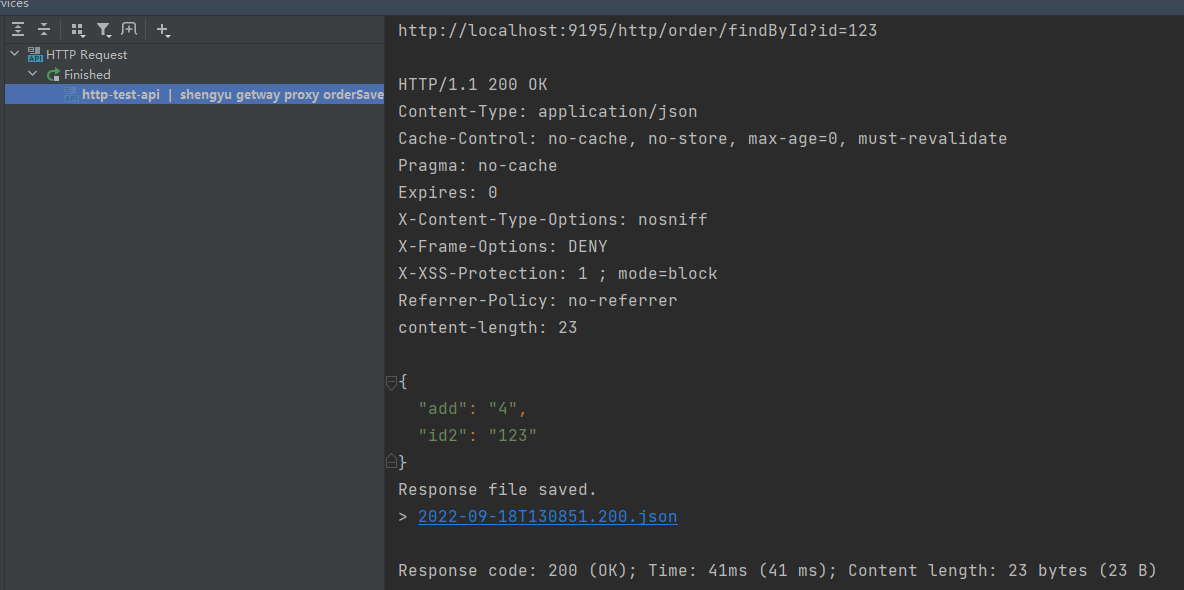 vices
HTTP Request
Finished
http-test-api | shengyu getway proxy orderSave
http://localhost:9195/http/order/findById?id=123
HTTP/1.1 200 OK
Content-Type: application/json
Cache-Control: no-cache, no-store, max-age=0, must-revalidate
Pragma: no-cache
Expires: 0
X-Content-Type-Options: nosniff
X-Frame-Options: DENY
X-XSS-Protection: 1 ; mode=block
Referrer-Policy: no-referrer
content-length: 23
{
"add": "4",
"id2": "123"
}
Response file saved.
> 2022-09-18T130851.200.json
Response code: 200 (OK); Time: 41ms (41 ms); Content length: 23 bytes (23 B)